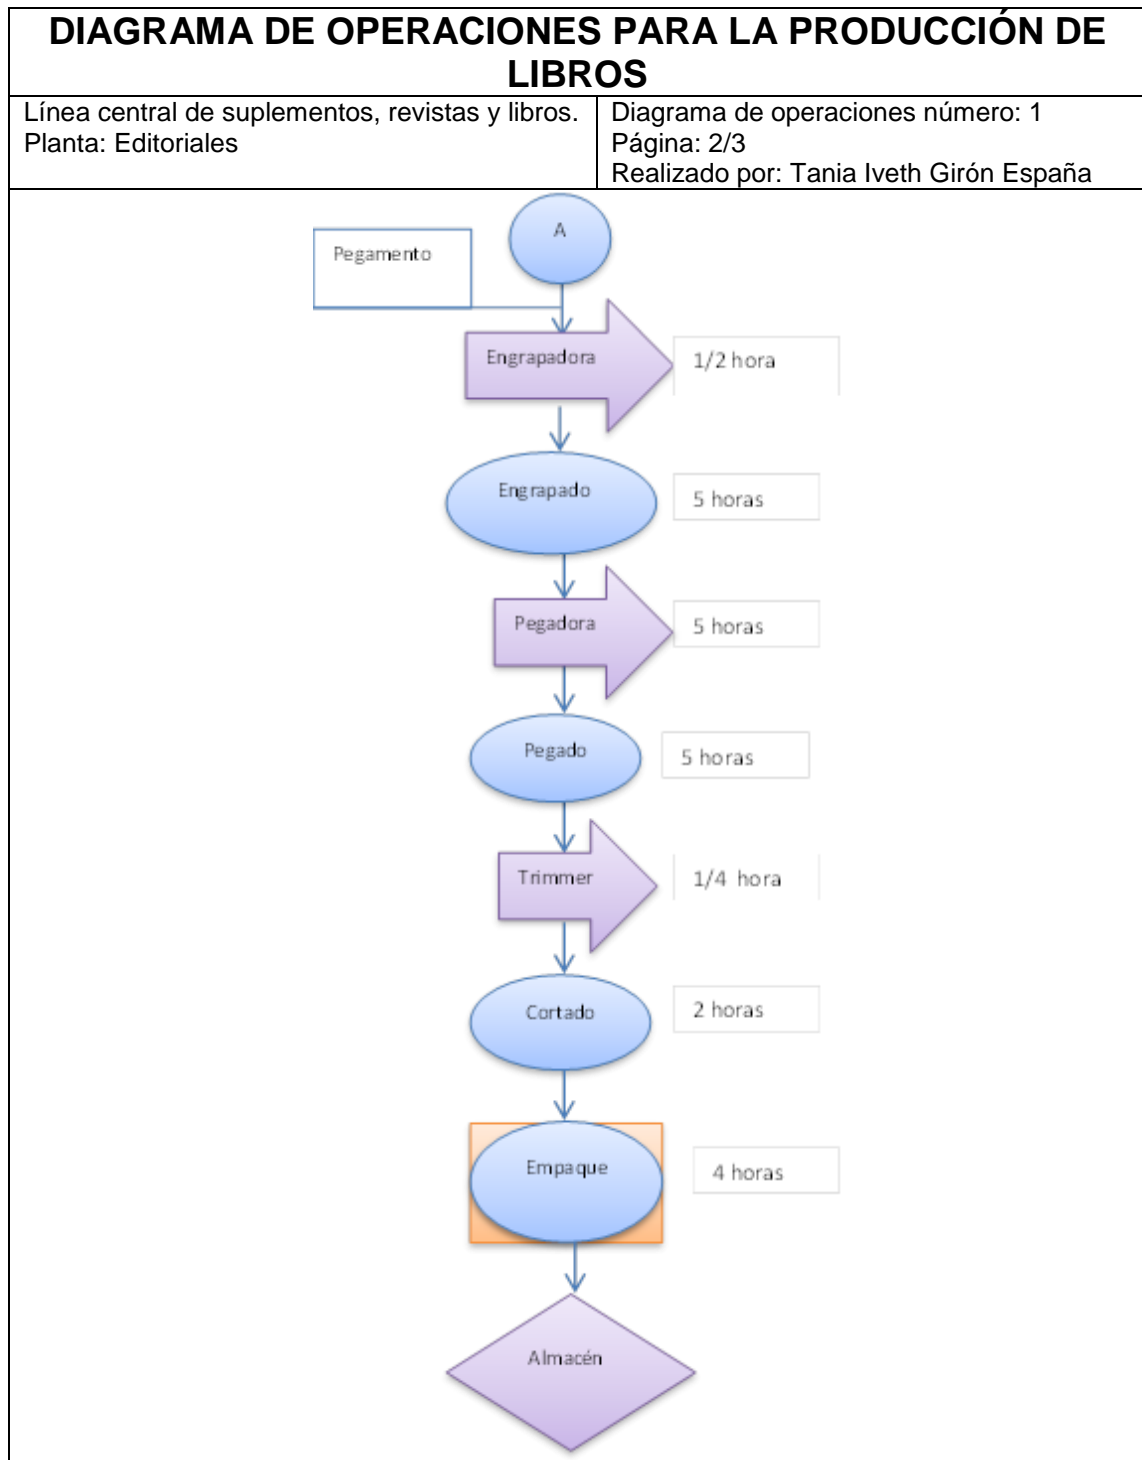 DIAGRAMA DE OPERACIONES PARA LA PRODUCCIÓN DE
LIBROS
Línea central de suplementos, revistas y libros.
Planta: Editoriales
Diagrama de operaciones número: 1
Página: 2/3
Realizado por: Tania Iveth Girón España
A
Pegamento
Engrapadora
1/2 hora
Engrapado
5 horas
Pegadora
5 horas
Pegado
5 horas
Trimmer
1/4 hora
Cortado
2 horas
Empaque
4 horas
Almacén